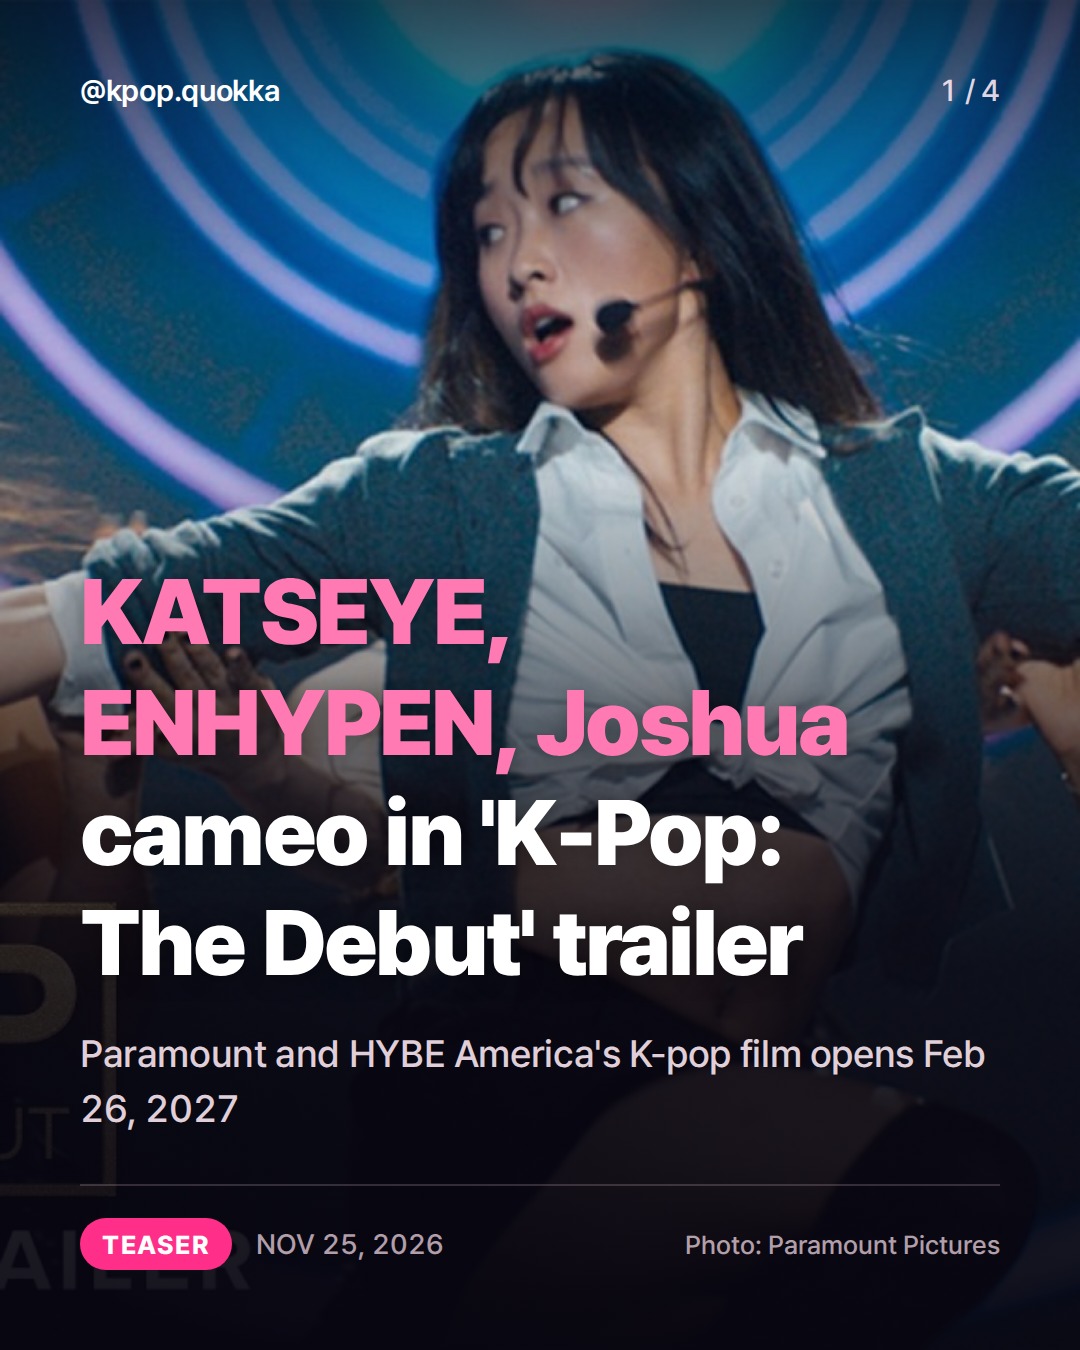 @kpop.quokka
1 / 4
KATSEYE,
ENHYPEN, Joshua
cameo in 'K-Pop:
The Debut' trailer
Paramount and HYBE America's K-pop film opens Feb
26, 2027
TEASER
NOV 25, 2026
Photo: Paramount Pictures